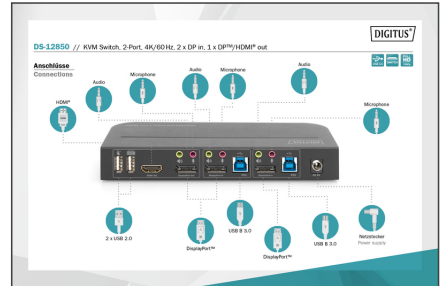 DIGITUS®
DS-12850 // KVM Switch, 2-Port, 4K/60Hz, 2 x DP in, 1 x DP™/HDMI® out
Anschlüsse
Connections
Audio
Microphone
Audio
Microphone
Audio
HDMI®
Microphone
DIGITUS
2 x USB 2.0
DisplayPort™
USB B 3.0
DisplayPort™
USB B 3.0
Netzstecker
Power supply